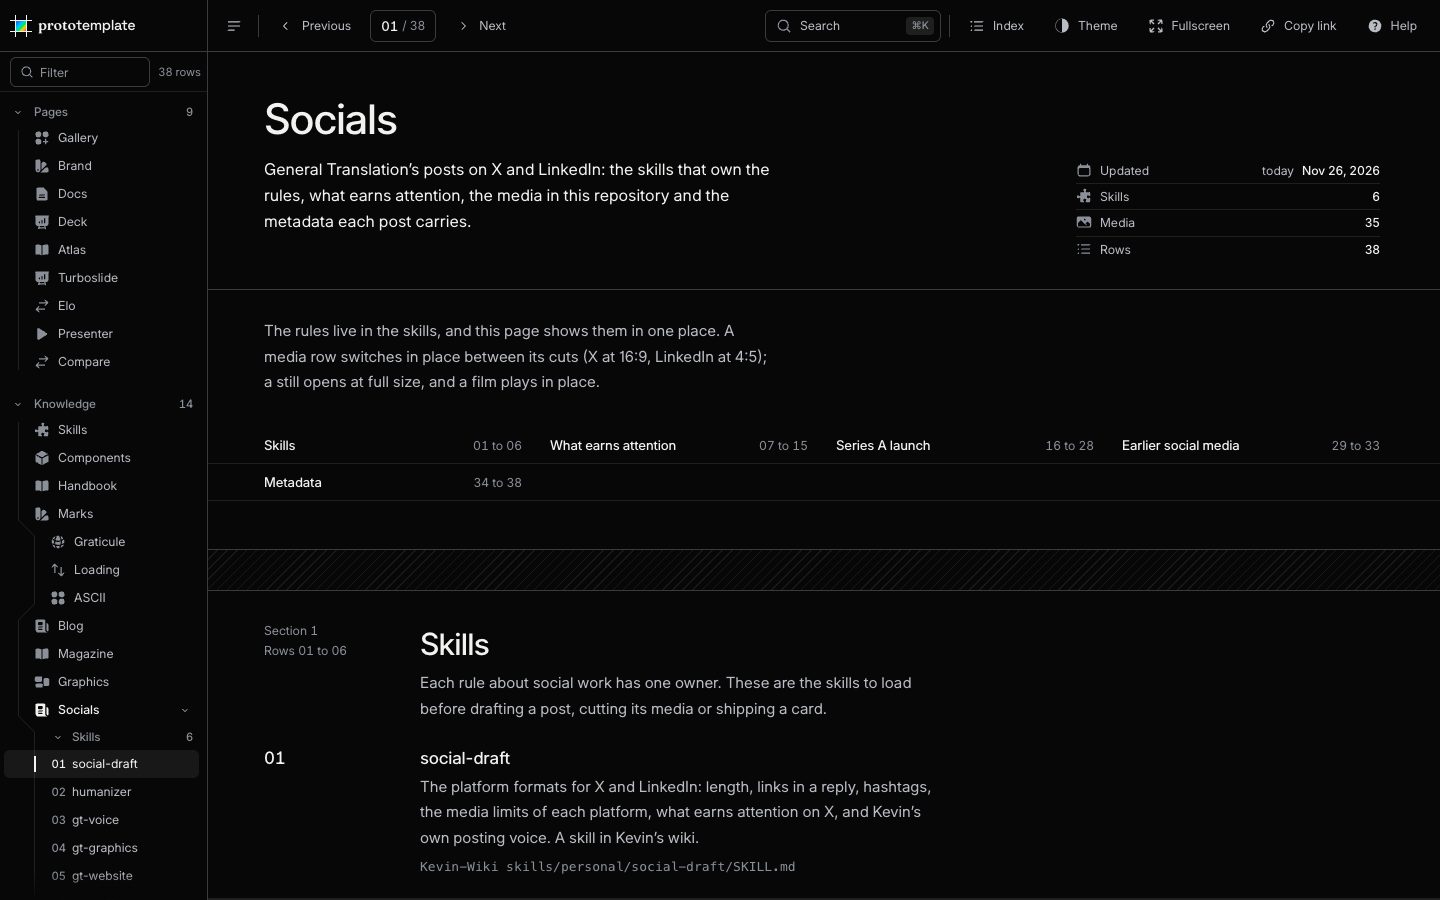 prototemplate
Previous
01 / 38
Next
Search
⌘K
Index
Theme
Fullscreen
Copy link
Help
Filter
38 rows
Pages
9
Gallery
Brand
Docs
Deck
Atlas
Turboslide
Elo
Presenter
Compare
Knowledge
14
Skills
Components
Handbook
Marks
Graticule
Loading
ASCII
Blog
Magazine
Graphics
Socials
Skills
6
01 social-draft
02 humanizer
03 gt-voice
04 gt-graphics
05 gt-website
Socials
General Translation’s posts on X and LinkedIn: the skills that own the
rules, what earns attention, the media in this repository and the
metadata each post carries.
Updated
today Nov 26, 2026
Skills
6
Media
35
Rows
38
The rules live in the skills, and this page shows them in one place. A
media row switches in place between its cuts (X at 16:9, LinkedIn at 4:5);
a still opens at full size, and a film plays in place.
Skills
01 to 06
What earns attention
07 to 15
Series A launch
16 to 28
Earlier social media
29 to 33
Metadata
34 to 38
Section 1
Rows 01 to 06
Skills
Each rule about social work has one owner. These are the skills to load
before drafting a post, cutting its media or shipping a card.
01
social-draft
The platform formats for X and LinkedIn: length, links in a reply, hashtags,
the media limits of each platform, what earns attention on X, and Kevin’s
own posting voice. A skill in Kevin’s wiki.
Kevin-Wiki skills/personal/social-draft/SKILL.md